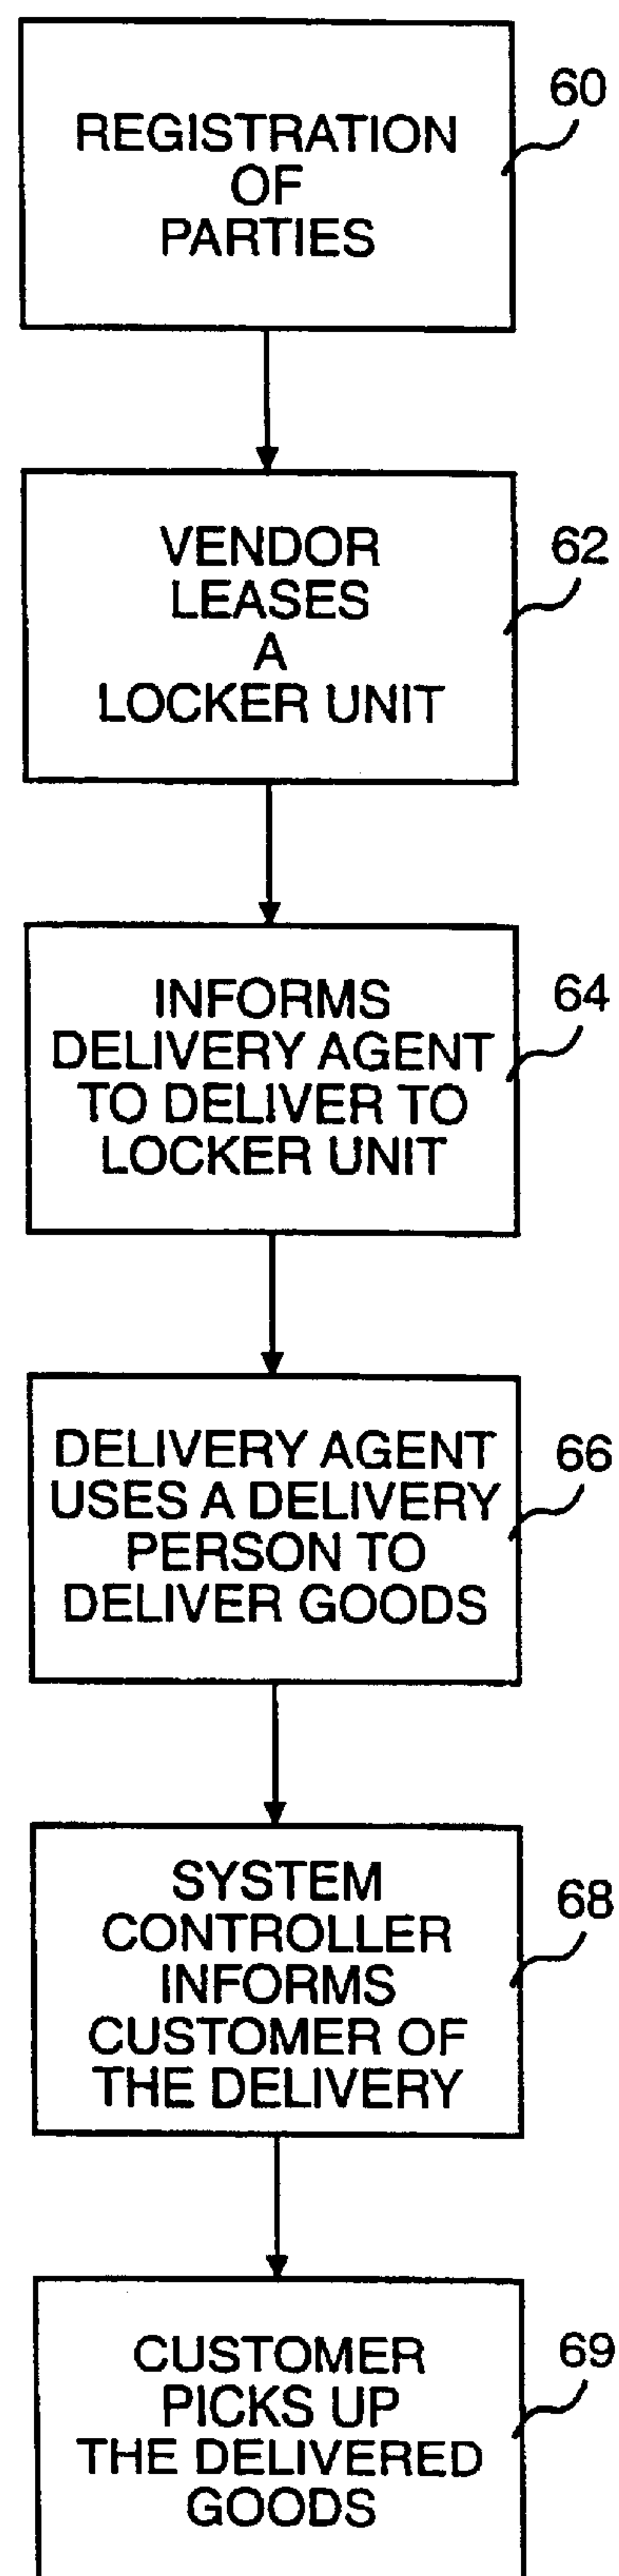 REGISTRATION
OF
PARTIES
60
VENDOR
LEASES
A
LOCKER UNIT
62
INFORMS
DELIVERY AGENT
TO DELIVER TO
LOCKER UNIT
64
DELIVERY AGENT
USES A DELIVERY
PERSON TO
DELIVER GOODS
66
SYSTEM
CONTROLLER
INFORMS
CUSTOMER OF
THE DELIVERY
68
CUSTOMER
PICKS UP
THE DELIVERED
GOODS
69